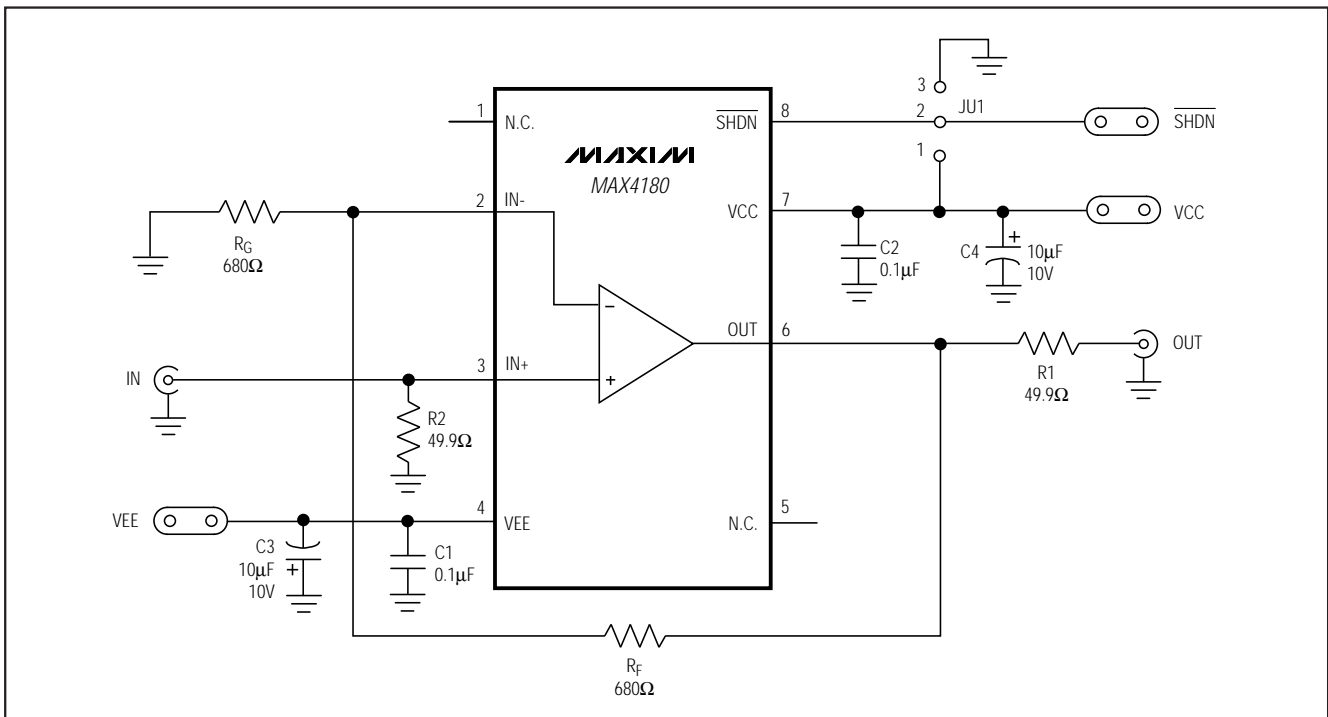 3
1
N.C.
SHDN
8
2
JU1
SHDN
MAXIM
MAX4180
1
2
IN-
VCC
7
VCC
RG
680Ω
C2
0.1µF
C4
+
10µF
10V
OUT
6
OUT
IN
3
IN+
−
+
R1
49.9Ω
R2
49.9Ω
VEE
4
VEE
N.C.
5
C3
10µF
+
10V
C1
0.1µF
RF
680Ω